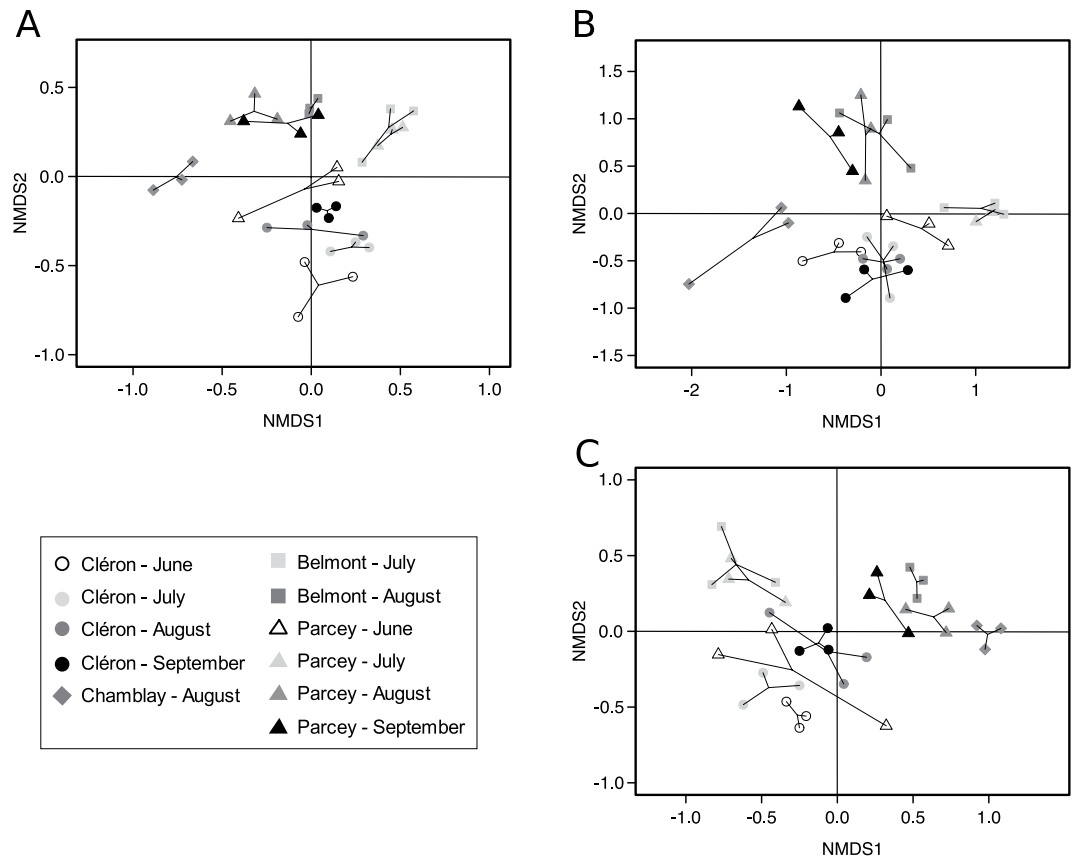 A
0.5
0.0
-0.5
-1.0
NMDS2
-1.0
-0.5
0.0
0.5
1.0
NMDS1
B
1.5
1.0
0.5
0.0
-0.5
-1.0
-1.5
NMDS2
-2
-1
0
1
NMDS1
Cléron - June
Cléron - July
Cléron - August
Cléron - September
Chamblay - August
Belmont - July
Belmont - August
Parcey - June
Parcey - July
Parcey - August
Parcey - September
C
1.0
0.5
0.0
-0.5
-1.0
NMDS2
-1.0
-0.5
0.0
0.5
1.0
NMDS1